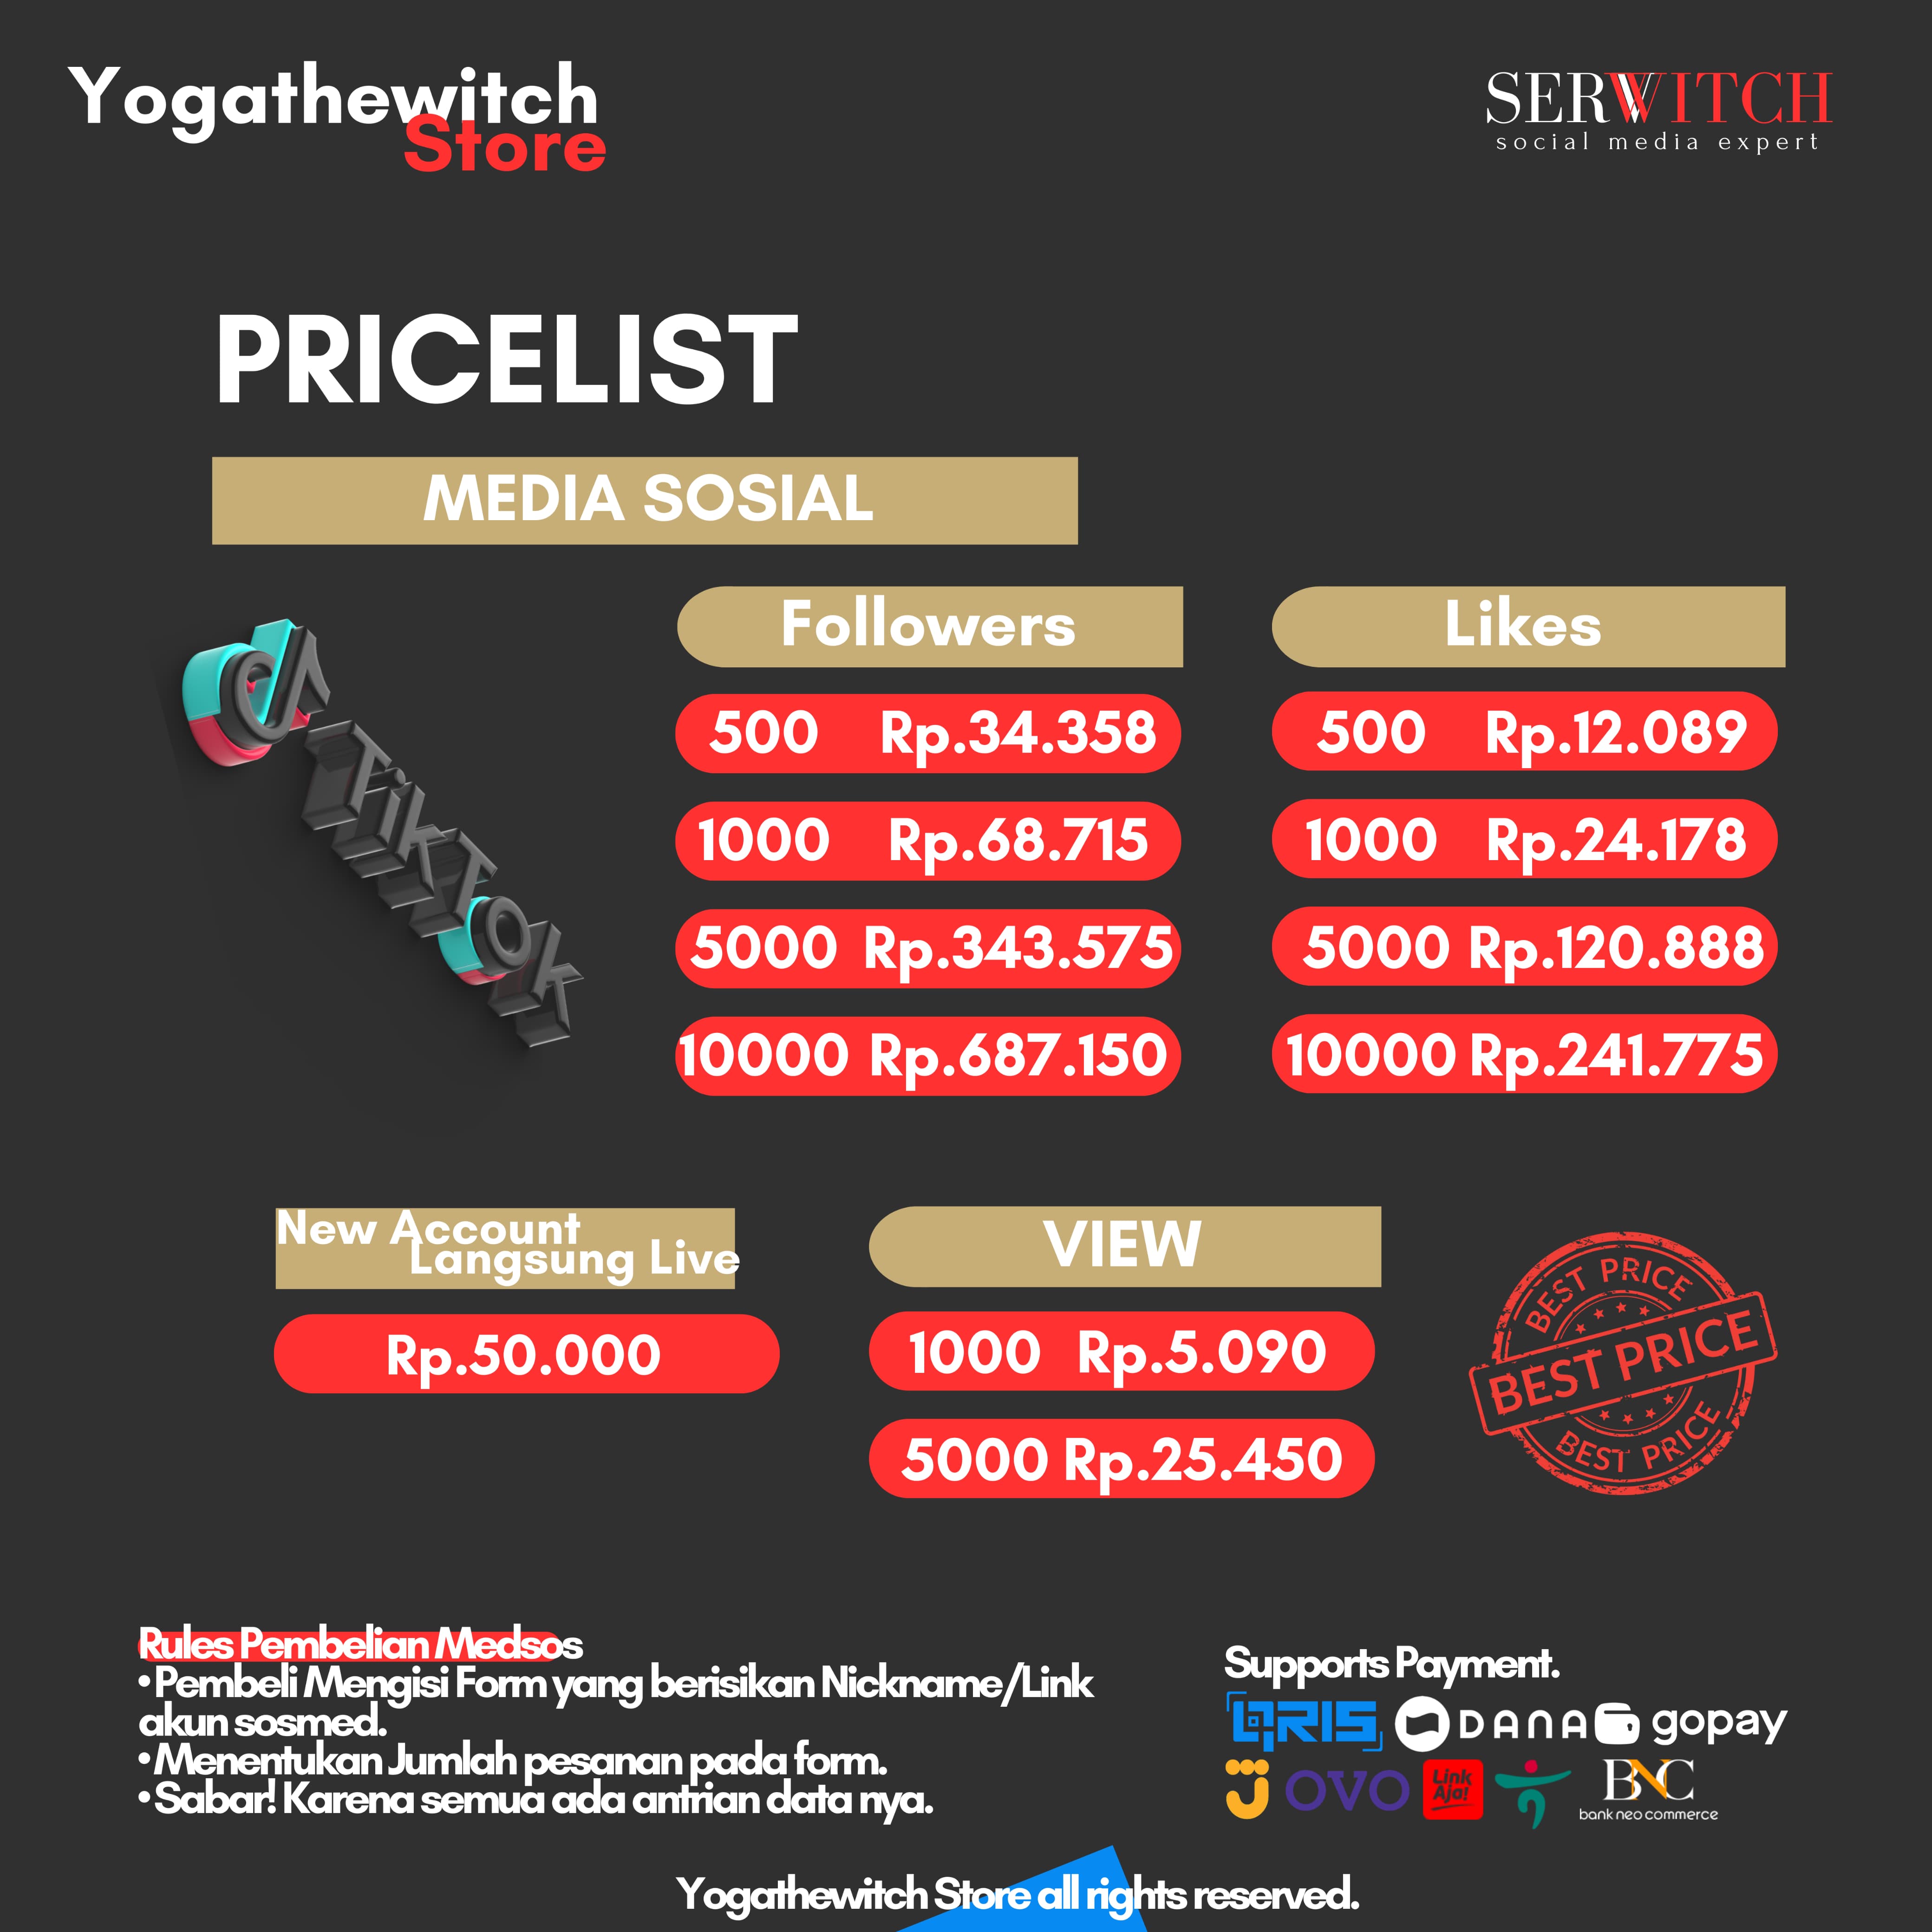 Yogathewitch
Store
SERWITCH
social media expert
PRICELIST
MEDIA SOSIAL
TikTok
Followers
500 Rp.34.358
1000 Rp.68.715
5000 Rp.343.575
10000 Rp.687.150
Likes
500 Rp.12.089
1000 Rp.24.178
5000 Rp.120.888
10000 Rp.241.775
New Account
Langsung Live
Rp.50.000
VIEW
1000 Rp.5.090
5000 Rp.25.450
BEST PRICE
BEST PRICE
BEST PRICE
Rules Pembelian Medsos
•Pembeli Mengisi Form yang berisikan Nickname/Link
akun sosmed.
•Menentukan Jumlah pesanan pada form.
•Sabar! Karena semua ada antrian data nya.
Supports Payment.
QRIS DANA gopay
OVO Link Aja! BNC
bank neo commerce
Yogathewitch Store all rights reserved.